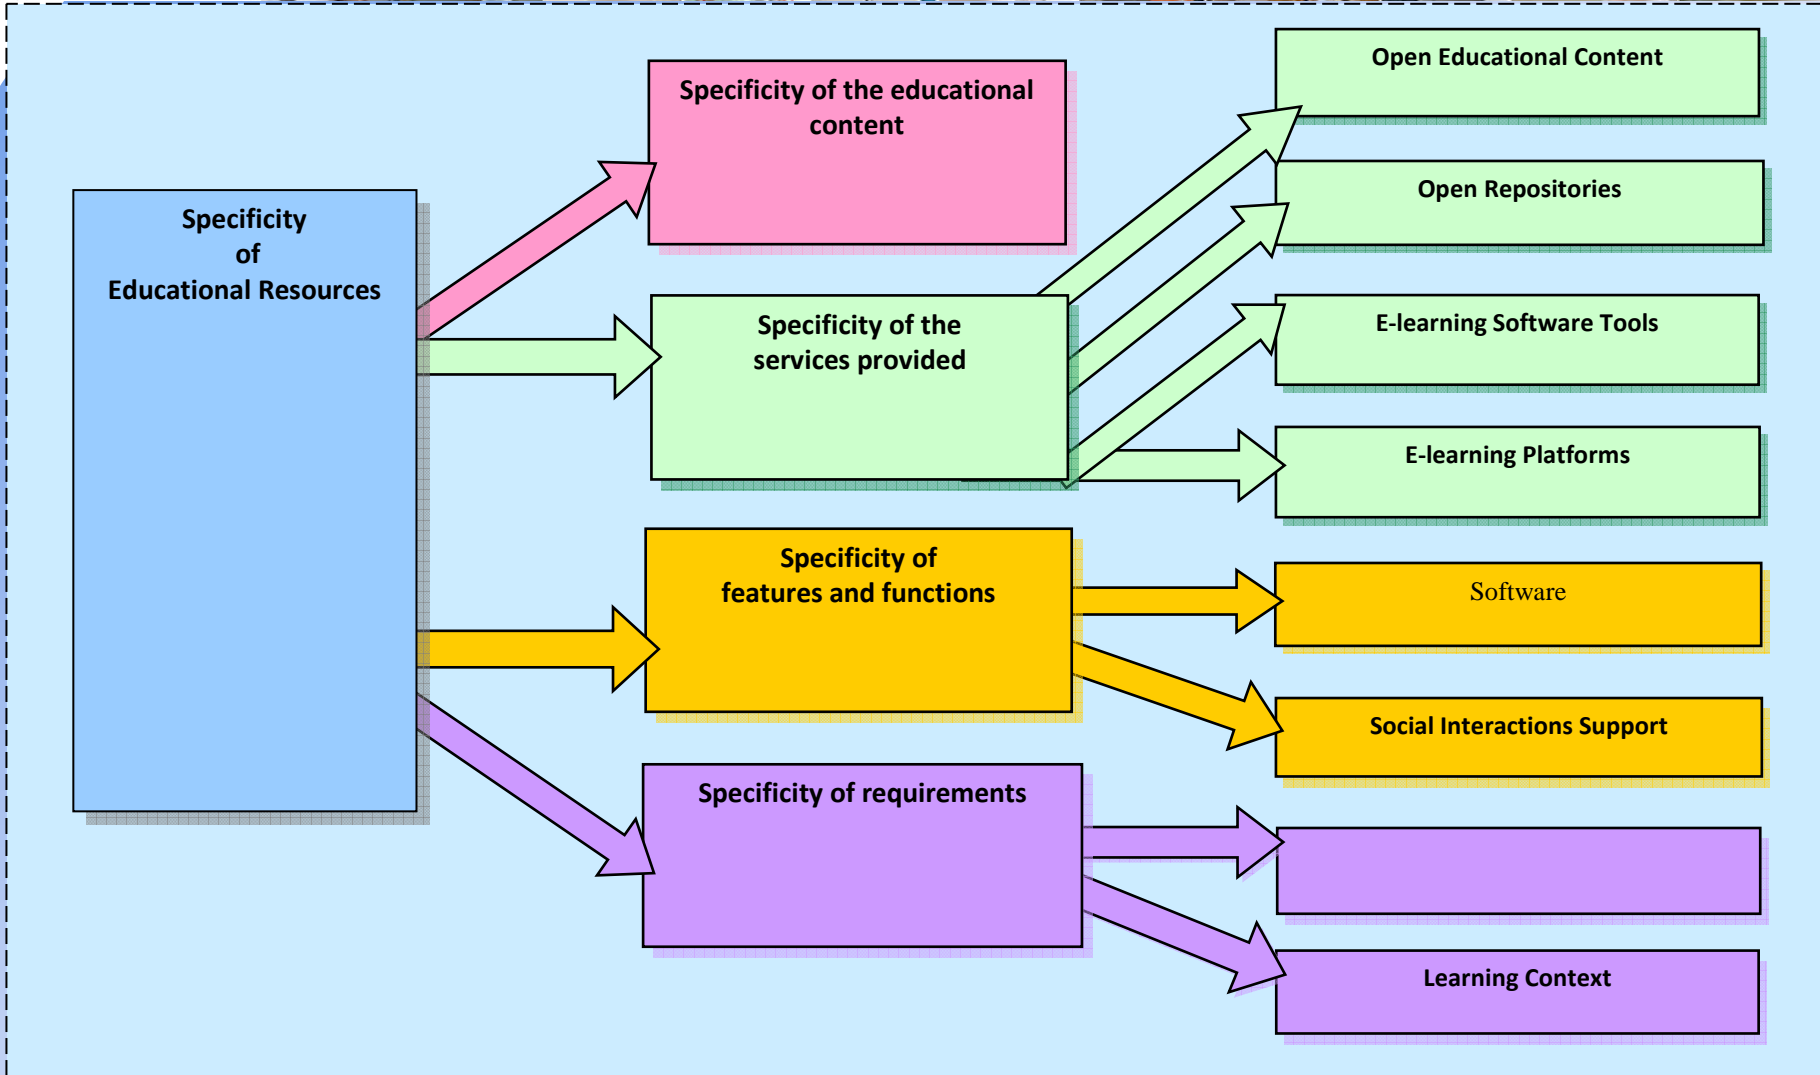 Specificity
of
Educational Resources
Specificity of the educational
content
Specificity of the
services provided
Specificity of
features and functions
Specificity of requirements
Open Educational Content
Open Repositories
E-learning Software Tools
E-learning Platforms
Software
Social Interactions Support
Learning Context